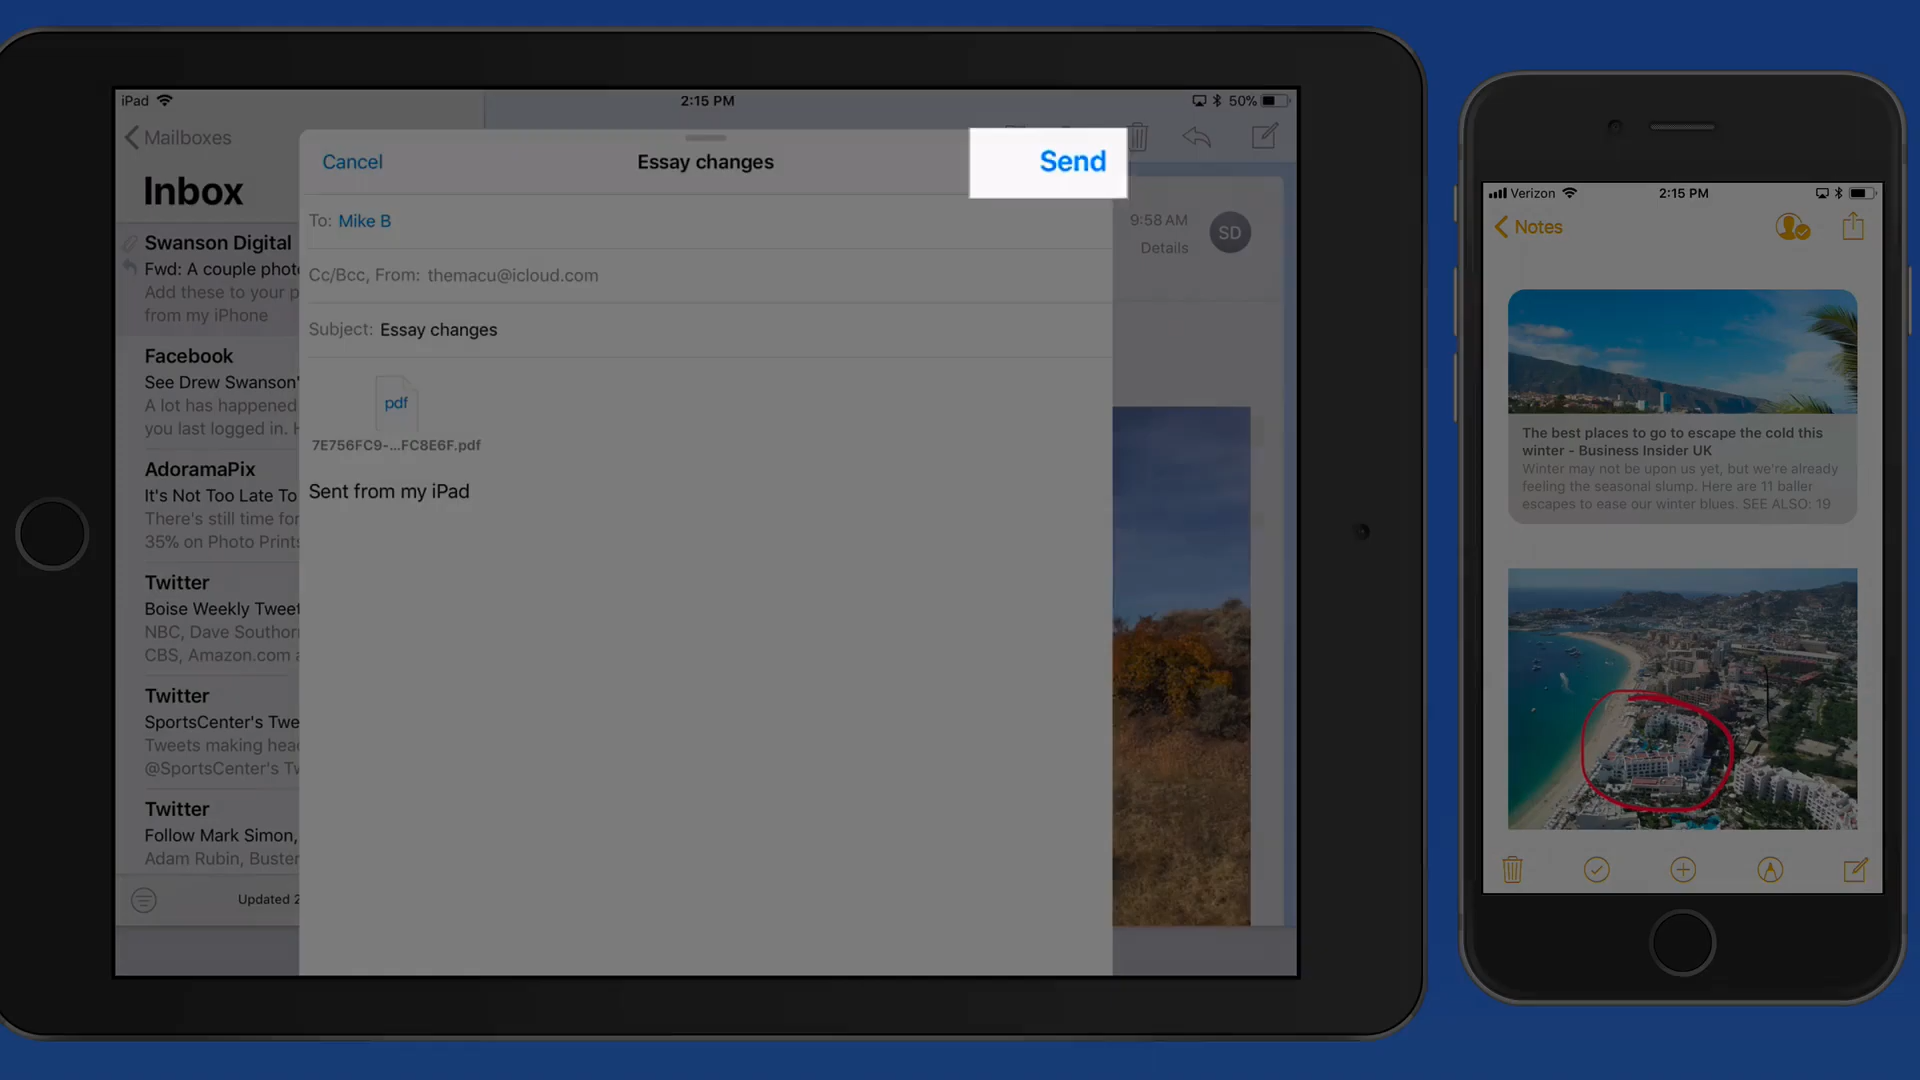 iPad
2:15 PM
50%
Mailboxes
Inbox
Swanson Digital
Fwd: A couple phot
Add these to your p
from my iPhone
Facebook
See Drew Swanson'
A lot has happened
you last logged in. H
AdoramaPix
It's Not Too Late To
There's still time for
35% on Photo Prints
Twitter
Boise Weekly Tweet
NBC, Dave Southorn
CBS, Amazon.com a
Twitter
SportsCenter's Twe
Tweets making head
@SportsCenter's Tw
Twitter
Follow Mark Simon,
Adam Rubin, Buster
Updated 2
Cancel
Essay changes
Send
To: Mike B
Cc/Bcc, From: themacu@icloud.com
Subject: Essay changes
pdf
7E756FC9-...FC8E6F.pdf
Sent from my iPad
9:58 AM
Details
SD
Verizon
2:15 PM
Notes
The best places to go to escape the cold this
winter - Business Insider UK
Winter may not be upon us yet, but we're already
feeling the seasonal slump. Here are 11 baller
escapes to ease our winter blues. SEE ALSO: 19